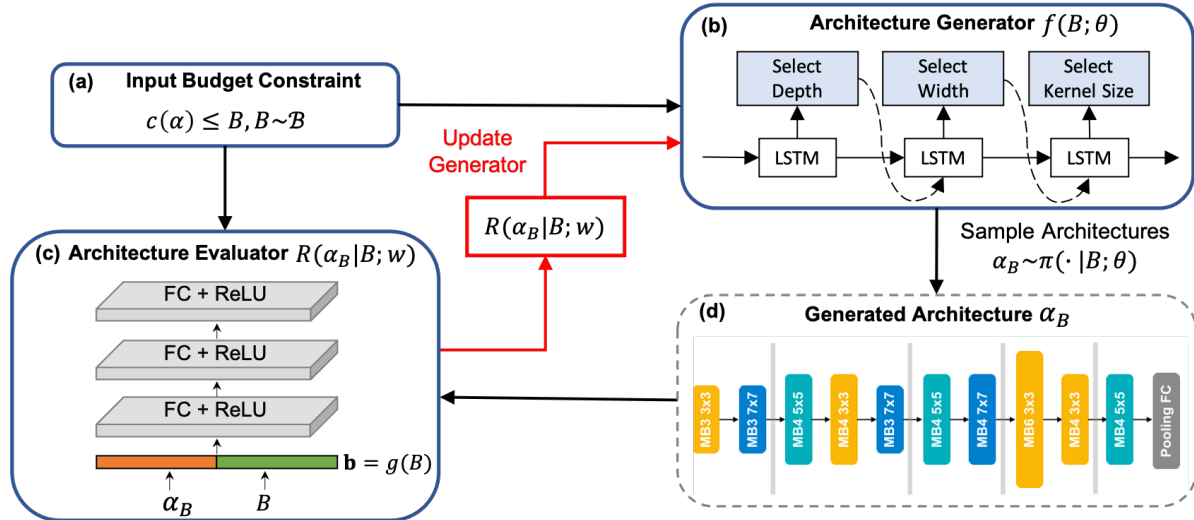 (a) Input Budget Constraint
c(α) ≤ B, B~ℬ
(b) Architecture Generator f(B; θ)
Select
Depth
Select
Width
Select
Kernel Size
LSTM
LSTM
LSTM
Update
Generator
R(α_B|B; w)
Sample Architectures
α_B~π(· |B; θ)
(c) Architecture Evaluator R(α_B|B; w)
FC + ReLU
FC + ReLU
FC + ReLU
b = g(B)
α_B
B
(d) Generated Architecture α_B
MB3 3x3
MB3 7x7
MB4 5x5
MB4 3x3
MB3 7x7
MB4 5x5
MB4 7x7
MB6 3x3
MB4 3x3
MB4 5x5
Pooling FC